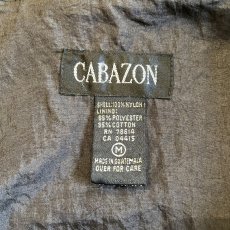 CABAZON
SHELL: 100% NYLON
LINING:
65% POLYESTER
35% COTTON
RN 78614
CA 04415
M
MADE IN GUATEMALA
OVER FOR CARE